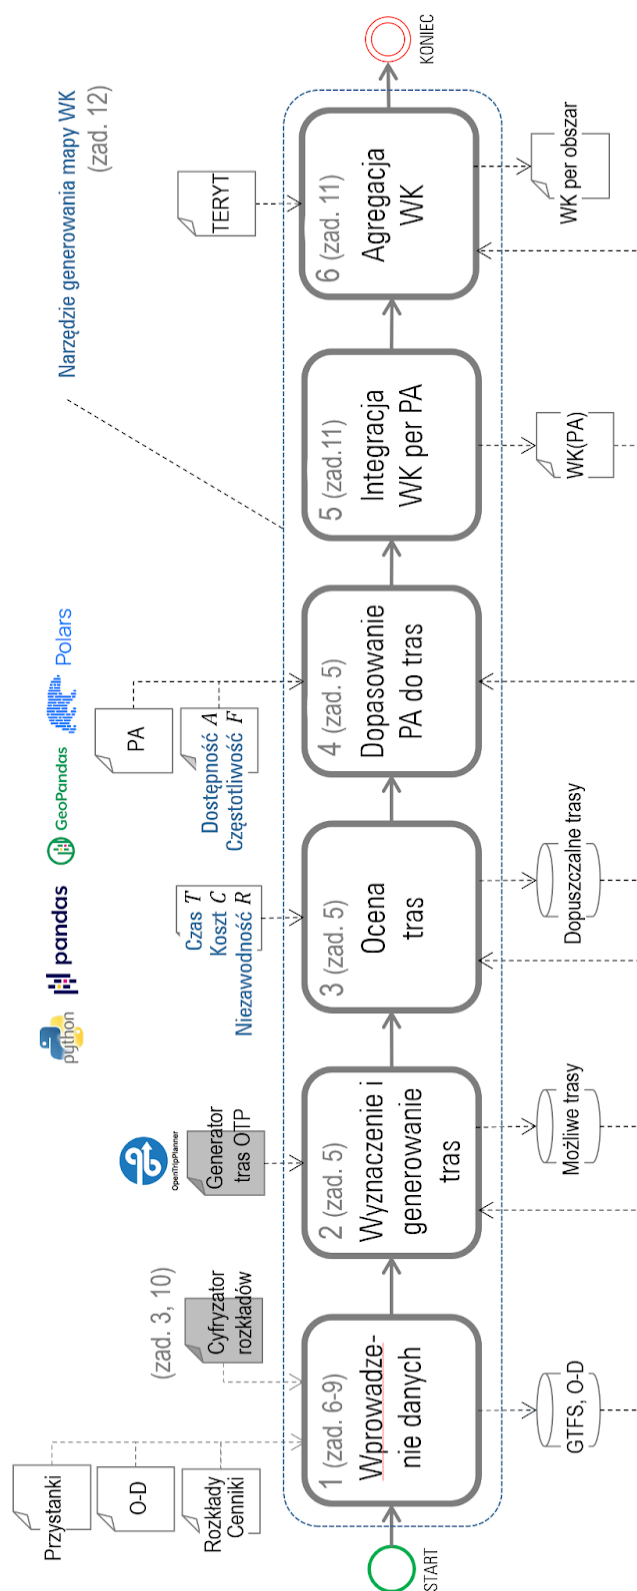 Narzędzie generowania mapy WK
(zad. 12)
python
pandas
GeoPandas
Polars
OpenTripPlanner
(zad. 3, 10)
Przystanki
O-D
Rozkłady
Cenniki
Cyfryzator
rozkładów
Generator
tras OTP
Czas T
Koszt C
Niezawodność R
PA
Dostępność A
Częstotliwość F
TERYT
START
1 (zad. 6-9)
Wprowadze-
nie danych
2 (zad. 5)
Wyznaczenie i
generowanie
tras
3 (zad. 5)
Ocena
tras
4 (zad. 5)
Dopasowanie
PA do tras
5 (zad.11)
Integracja
WK per PA
6 (zad. 11)
Agregacja
WK
KONIEC
GTFS, O-D
Możliwe trasy
Dopuszczalne trasy
WK(PA)
WK per obszar